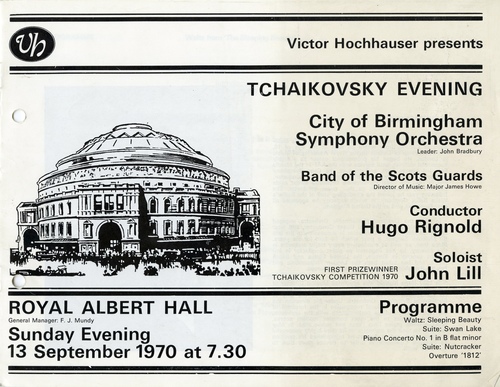 Vh
Victor Hochhauser presents
TCHAIKOVSKY EVENING
City of Birmingham
Symphony Orchestra
Leader: John Bradbury
Band of the Scots Guards
Director of Music: Major James Howe
Conductor
Hugo Rignold
Soloist
FIRST PRIZEWINNER
TCHAIKOVSKY COMPETITION 1970 John Lill
ROYAL ALBERT HALL
General Manager: F. J. Mundy
Sunday Evening
13 September 1970 at 7.30
Programme
Waltz: Sleeping Beauty
Suite: Swan Lake
Piano Concerto No. 1 in B flat minor
Suite: Nutcracker
Overture '1812'